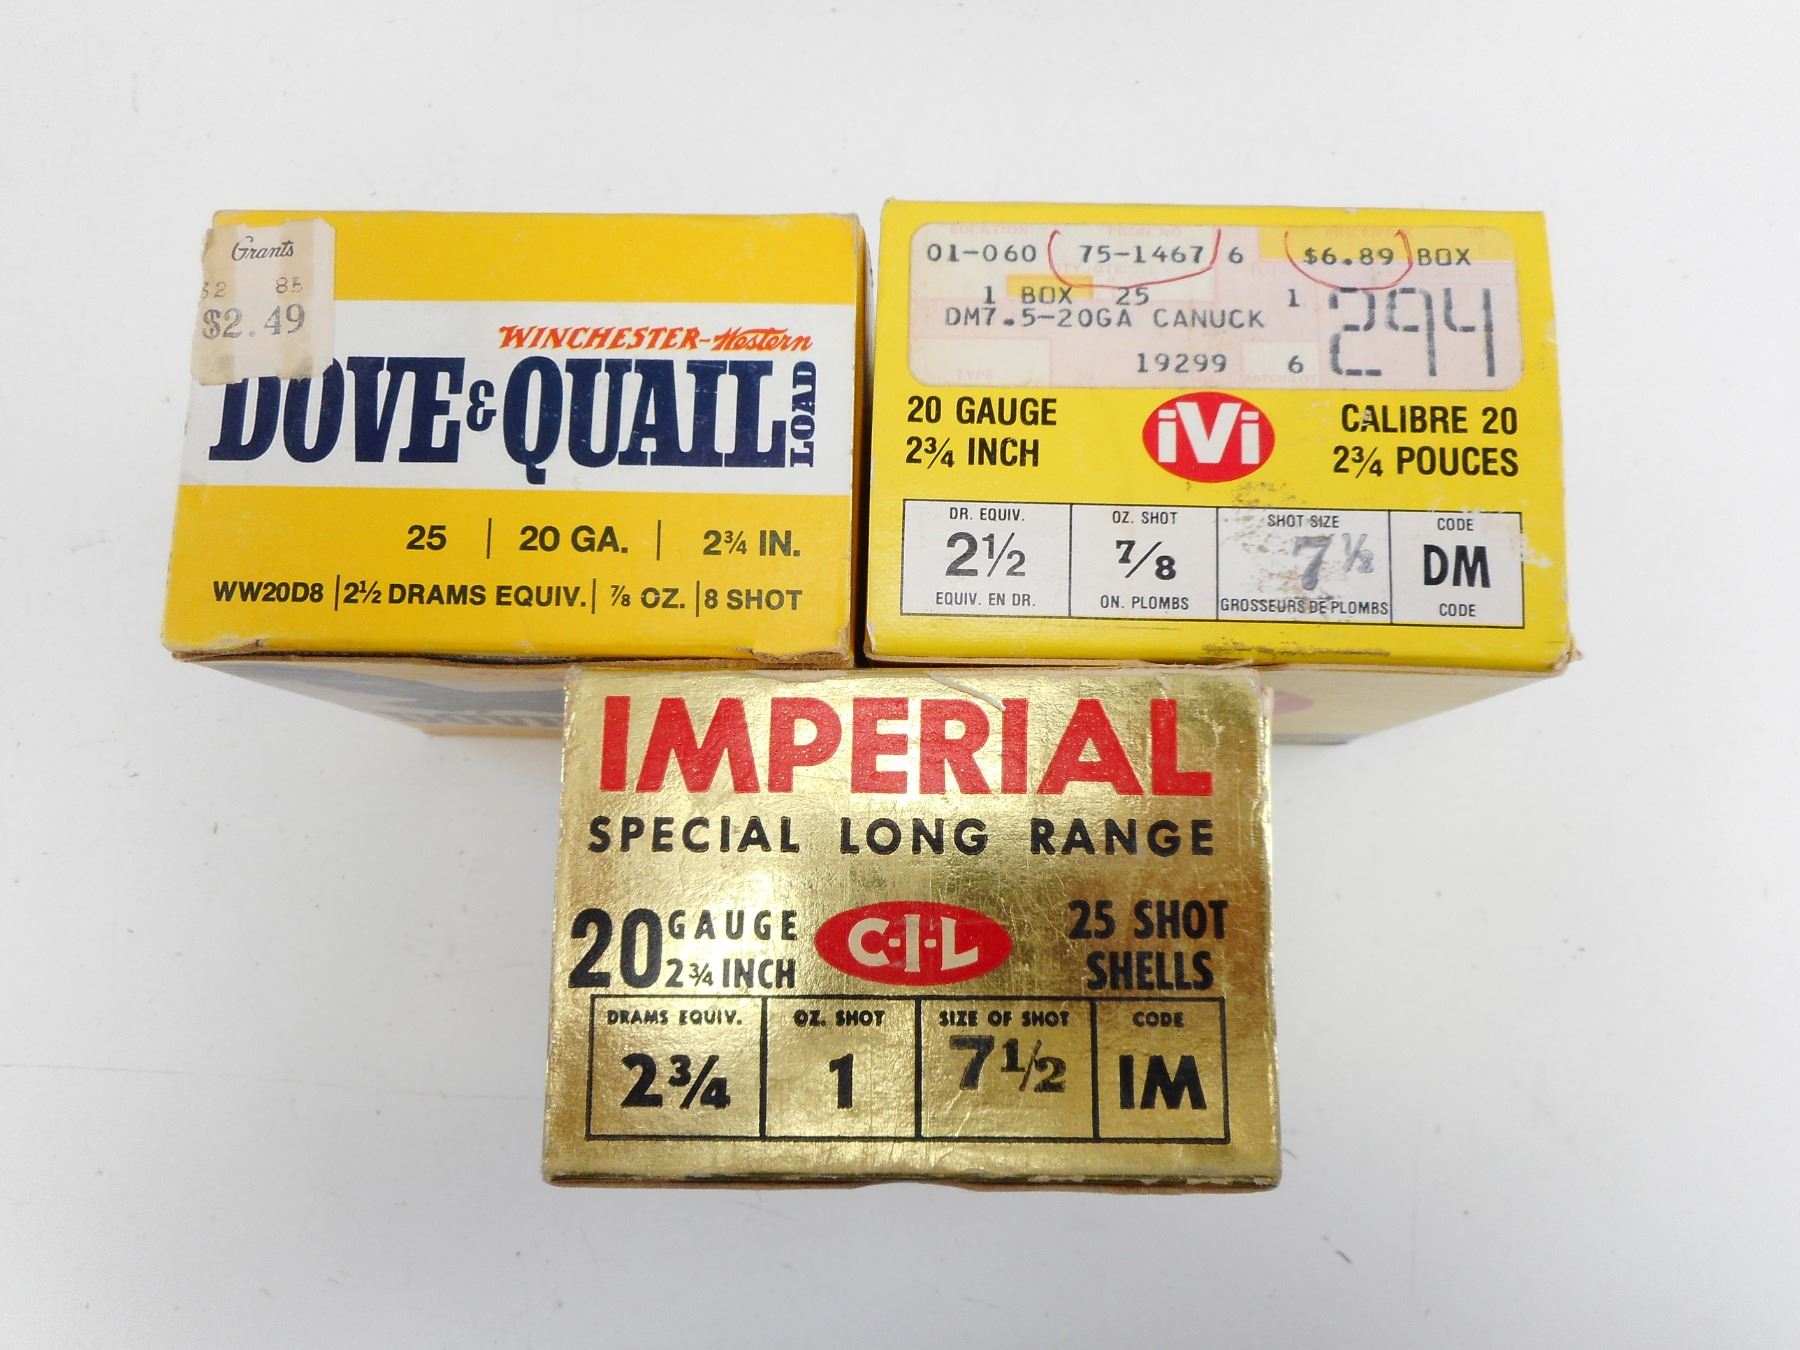 Grants
85
$2.49
WINCHESTER-Western
DOVE & QUAIL LOAD
25 | 20 GA. | 2¾ IN.
WW20D8 | 2½ DRAMS EQUIV. | ⅞ OZ. | 8 SHOT
01-060 75-1467 6 $6.89 BOX
1 BOX 25 1 294
DM7.5-20GA CANUCK
19299 6
TYPE
20 GAUGE iVi CALIBRE 20
2¾ INCH 2¾ POUCES
DR. EQUIV. OZ. SHOT SHOT SIZE CODE
2½ 7/8 7½ DM
EQUIV. EN DR. ON. PLOMBS GROSSEURS DE PLOMBS CODE
IMPERIAL
SPECIAL LONG RANGE
20 GAUGE C-I-L 25 SHOT
2¾ INCH SHELLS
DRAMS EQUIV. OZ. SHOT SIZE OF SHOT CODE
2¾ 1 7½ IM